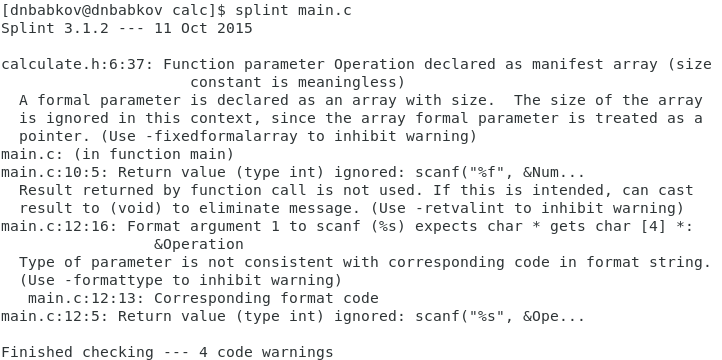 [dnbabkov@dnbabkov calc]$ splint main.c
Splint 3.1.2 --- 11 Oct 2015

calculate.h:6:37: Function parameter Operation declared as manifest array (size
                     constant is meaningless)
  A formal parameter is declared as an array with size.  The size of the array
  is ignored in this context, since the array formal parameter is treated as a
  pointer. (Use -fixedformalarray to inhibit warning)
main.c: (in function main)
main.c:10:5: Return value (type int) ignored: scanf("%f", &Num...
  Result returned by function call is not used. If this is intended, can cast
  result to (void) to eliminate message. (Use -retvalint to inhibit warning)
main.c:12:16: Format argument 1 to scanf (%s) expects char * gets char [4] *:
                 &Operation
  Type of parameter is not consistent with corresponding code in format string.
  (Use -formattype to inhibit warning)
   main.c:12:13: Corresponding format code
main.c:12:5: Return value (type int) ignored: scanf("%s", &Ope...

Finished checking --- 4 code warnings